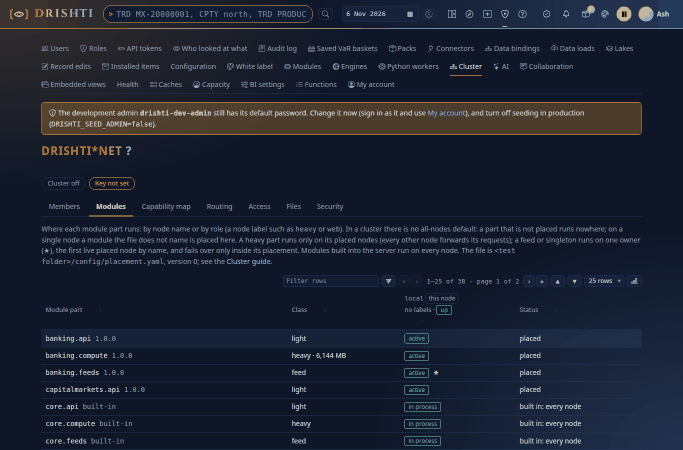 DRISHTI
> TRD MX-20000001, CPTY north, TRD PRODUC
6 Nov 2026
Ash
Users Roles API tokens Who looked at what Audit log Saved VaR baskets Packs Connectors Data bindings Data loads Lakes
Record edits Installed items Configuration White label Modules Engines Python workers Cluster AI Collaboration
Embedded views Health Caches Capacity BI settings Functions My account
The development admin drishti-dev-admin still has its default password. Change it now (sign in as it and use My account), and turn off seeding in production
(DRISHTI_SEED_ADMIN=false).
DRISHTI*NET ?
Cluster off Key not set
Members Modules Capability map Routing Access Files Security
Where each module part runs: by node name or by role (a node label such as heavy or web). In a cluster there is no all-nodes default: a part that is not placed runs nowhere; on a
single node a module the file does not name is placed here. A heavy part runs only on its placed nodes (every other node forwards its requests); a feed or singleton runs on one owner
(★), the first live placed node by name, and fails over only inside its placement. Modules built into the server run on every node. The file is <test
folder>/config/placement.yaml, version 0; see the Cluster guide.
Filter rows 1–25 of 38 · page 1 of 2 25 rows
local this node
Module part Class no labels · up Status
banking.api 1.0.0 light active placed
banking.compute 1.0.0 heavy · 6,144 MB active placed
banking.feeds 1.0.0 feed active ★ placed
capitalmarkets.api 1.0.0 light active placed
core.api built-in light in process built in: every node
core.compute built-in heavy in process built in: every node
core.feeds built-in feed in process built in: every node